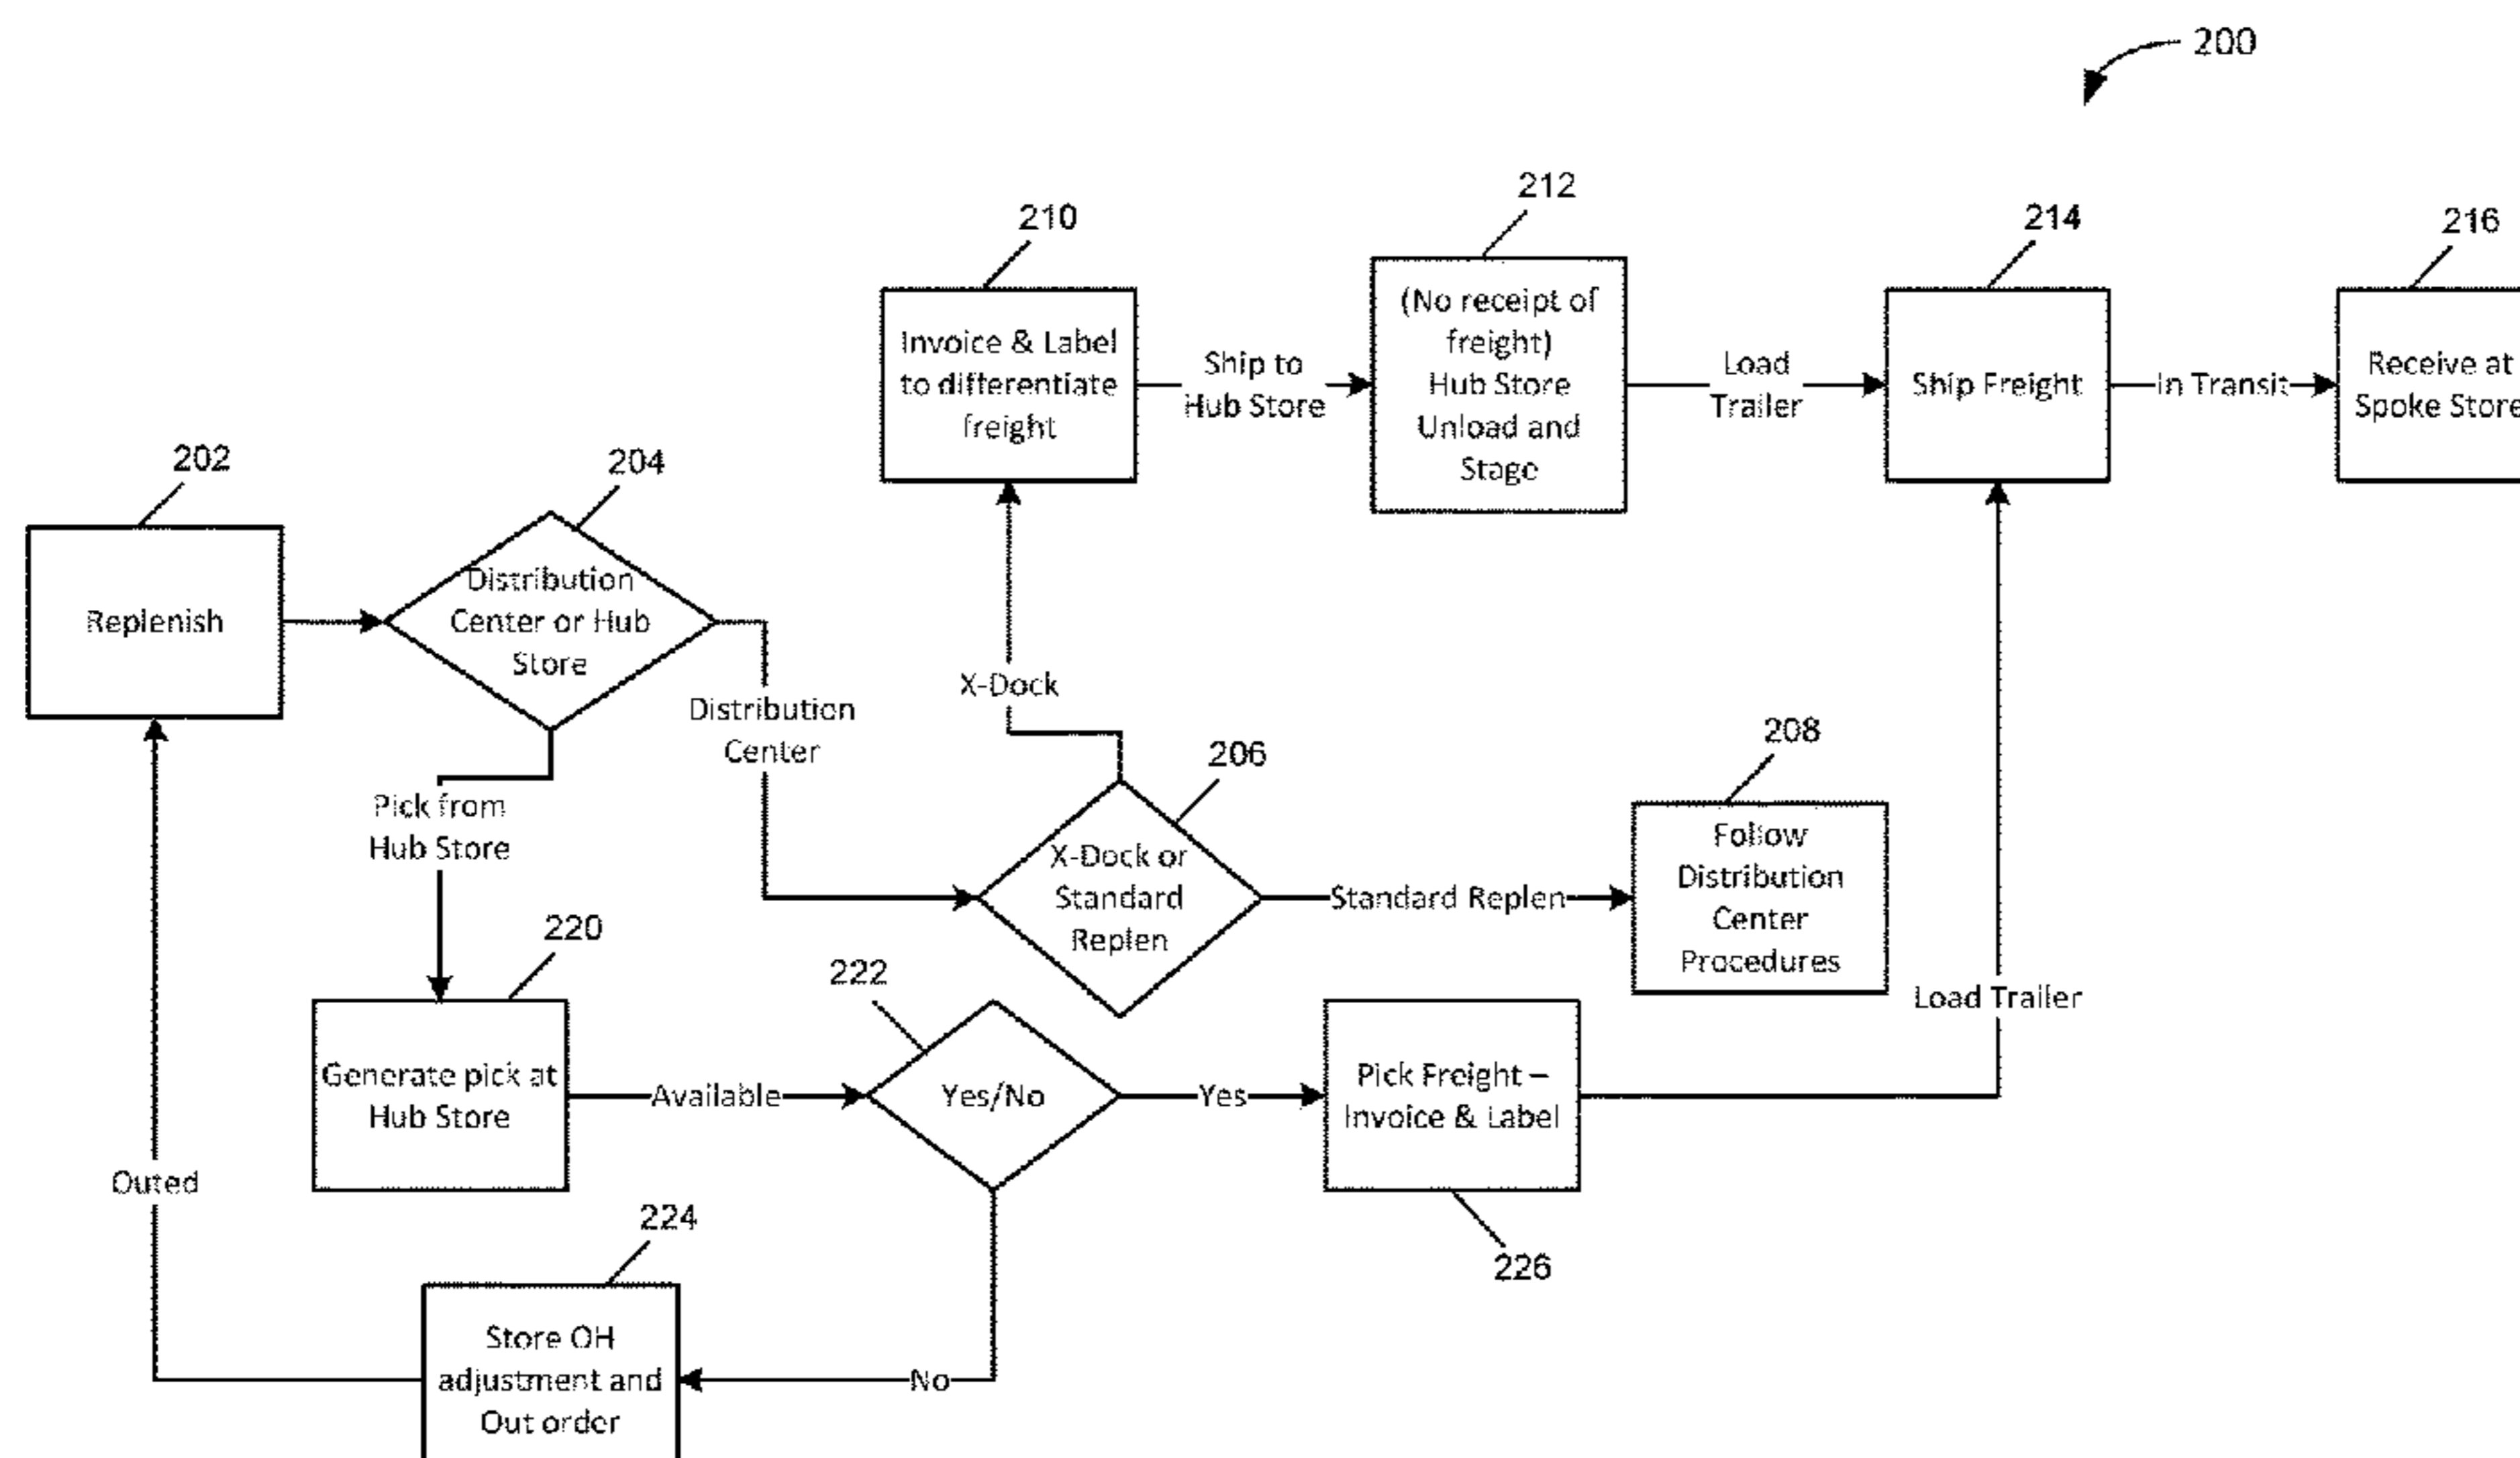 200
212
210
214
216
(No receipt of
freight)
Hub Store
Unload and
Stage
Invoice & Label
to differentiate
freight
Ship to
Hub Store
Load
Trailer
Ship Freight
In Transit
Receive at
Spoke Store
202
204
Replenish
Distribution
Center or Hub
Store
X-Dock
Distribution
Center
206
208
Pick from
Hub Store
X-Dock or
Standard
Replen
Standard Replen
Follow
Distribution
Center
Procedures
220
222
Load Trailer
Generate pick at
Hub Store
Available
Yes/No
Yes
Pick Freight –
Invoice & Label
Outed
224
226
Store OH
adjustment and
Out order
No